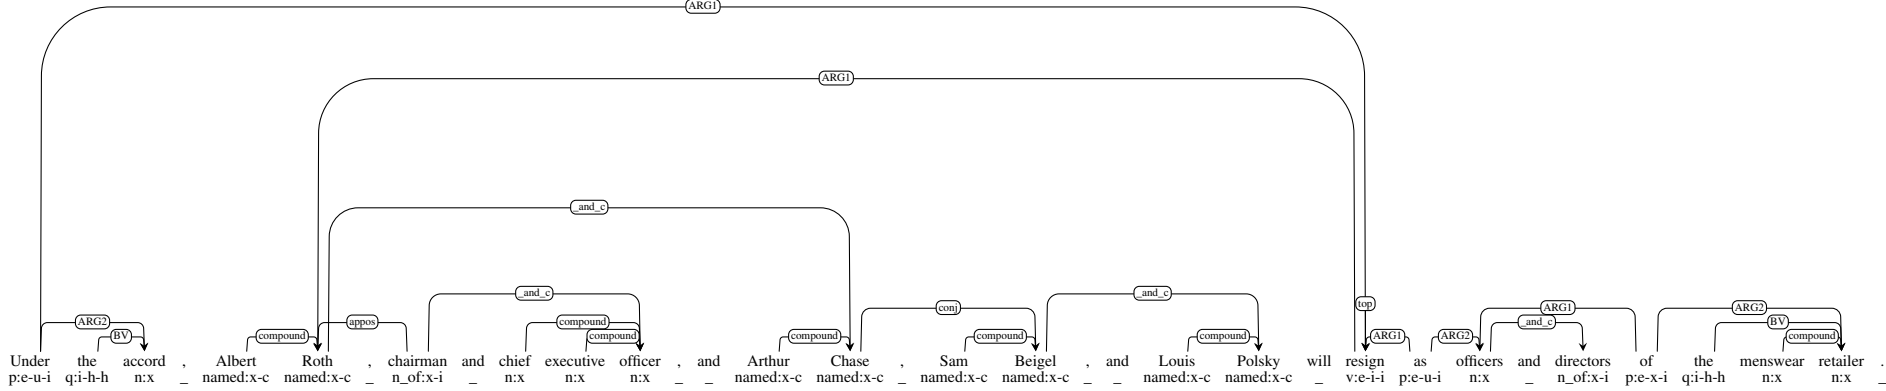 ARG1
ARG1
_and_c
_and_c _and_c
conj top ARG1 ARG2
ARG2 appos compound _and_c BV
BV compound compound compound compound compound ARG1 ARG2 compound
Under the accord , Albert Roth , chairman and chief executive officer , and Arthur Chase , Sam Beigel , and Louis Polsky will resign as officers and directors of the menswear retailer .
p:e-u-i q:i-h-h n:x _ named:x-c named:x-c _ n_of:x-i _ n:x n:x n:x _ _ named:x-c named:x-c _ named:x-c named:x-c _ _ named:x-c named:x-c _ v:e-i-i p:e-u-i n:x _ n_of:x-i p:e-x-i q:i-h-h n:x n:x _